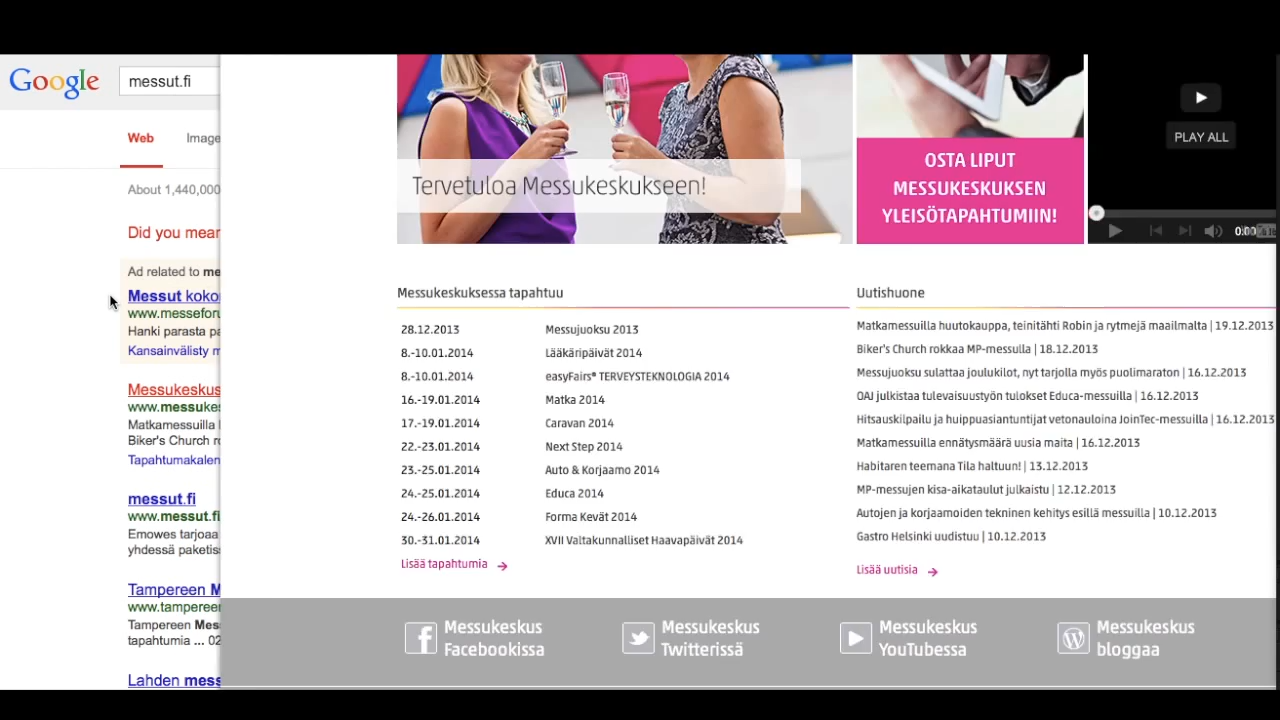 Google
messut.fi
Web
Image
About 1,440,000
Did you mean
Ad related to me
Messut koko
www.messeforu
Hanki parasta pa
Kansainvälisty m
Messukeskus
www.messukes
Matkamessuilla
Biker's Church ro
Tapahtumakalen
messut.fi
www.messut.fi
Emowes tarjoaa
yhdessä paketis
Tampereen M
www.tampereen
Tampereen Mes
tapahtumia ... 02
Lahden mess
Tervetuloa Messukeskukseen!
OSTA LIPUT
MESSUKESKUKSEN
YLEISÖTAPAHTUMIIN!
PLAY ALL
Messukeskuksessa tapahtuu
28.12.2013 Messujuoksu 2013
8.-10.01.2014 Lääkäripäivät 2014
8.-10.01.2014 easyFairs® TERVEYSTEKNOLOGIA 2014
16.-19.01.2014 Matka 2014
17.-19.01.2014 Caravan 2014
22.-23.01.2014 Next Step 2014
23.-25.01.2014 Auto & Korjaamo 2014
24.-25.01.2014 Educa 2014
24.-26.01.2014 Forma Kevät 2014
30.-31.01.2014 XVII Valtakunnalliset Haavapäivät 2014
Lisää tapahtumia
Uutishuone
Matkamessuilla huutokauppa, teinitähti Robin ja rytmejä maailmalta | 19.12.2013
Biker's Church rokkaa MP-messulla | 18.12.2013
Messujuoksu sulattaa joulukilot, nyt tarjolla myös puolimaraton | 16.12.2013
OAJ julkistaa tulevaisuustyön tulokset Educa-messuilla | 16.12.2013
Hitsauskilpailu ja huippuasiantuntijat vetonauloina JoinTec-messuilla | 16.12.2013
Matkamessuilla ennätysmäärä uusia maita | 16.12.2013
Habitaren teemana Tila haltuun! | 13.12.2013
MP-messujen kisa-aikataulut julkaistu | 12.12.2013
Autojen ja korjaamoiden tekninen kehitys esillä messuilla | 10.12.2013
Gastro Helsinki uudistuu | 10.12.2013
Lisää uutisia
Messukeskus
Facebookissa
Messukeskus
Twitterissä
Messukeskus
YouTubessa
Messukeskus
bloggaa